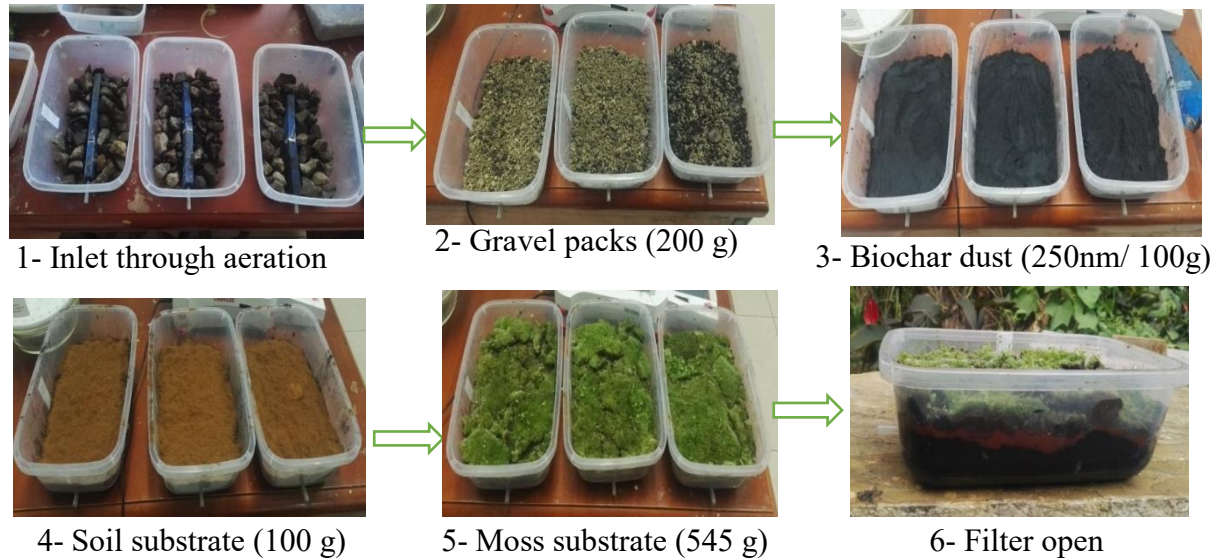 1- Inlet through aeration
2- Gravel packs (200 g)
3- Biochar dust (250nm/ 100g)
4- Soil substrate (100 g)
5- Moss substrate (545 g)
6- Filter open